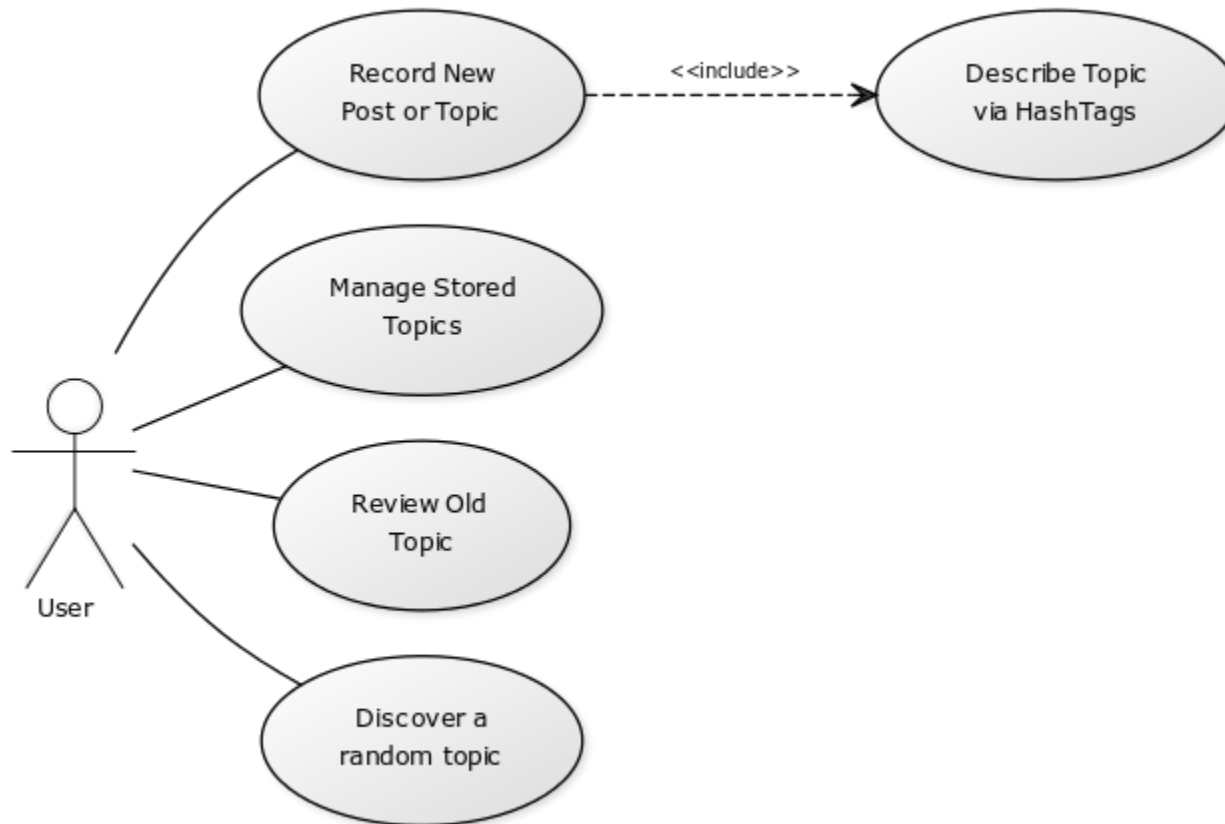 Record New
Post or Topic
<<include>>
Describe Topic
via HashTags
Manage Stored
Topics
Review Old
Topic
User
Discover a
random topic